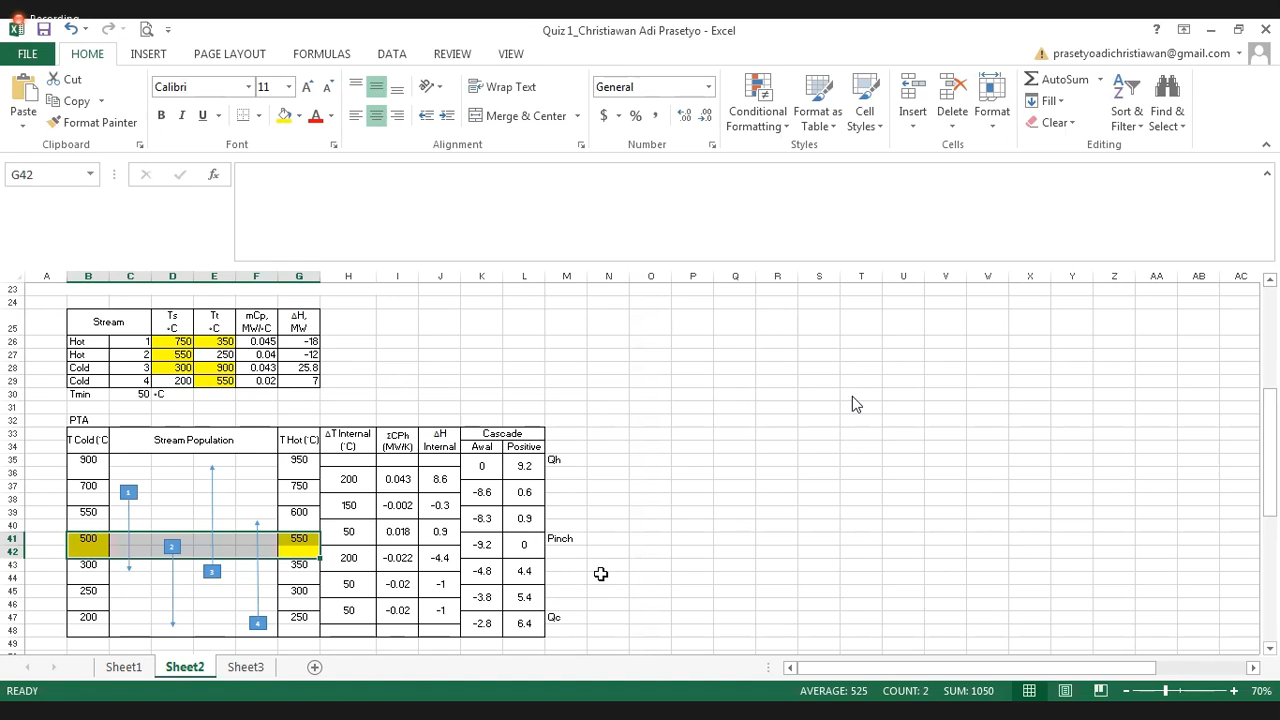 Recording
Quiz 1_Christiawan Adi Prasetyo - Excel
FILE HOME INSERT PAGE LAYOUT FORMULAS DATA REVIEW VIEW prasetyoadichristiawan@gmail.com
Cut
Copy
Format Painter
Paste
Calibri 11
B I U
Wrap Text
Merge & Center
General
$ % ,
Conditional Formatting
Format as Table
Cell Styles
Insert
Delete
Format
AutoSum
Fill
Clear
Sort & Filter
Find & Select
Clipboard Font Alignment Number Styles Cells Editing
G42 fx
A B C D E F G H I J K L M N O P Q R S T U V W X Y Z AA AB AC
23
24
25 Stream Ts °C Tt °C mCp, MW/°C ΔH, MW
26 Hot 1 750 350 0.045 -18
27 Hot 2 550 250 0.04 -12
28 Cold 3 300 900 0.043 25.8
29 Cold 4 200 550 0.02 7
30 Tmin 50 °C
31
32 PTA
33 T Cold (°C) Stream Population T Hot (°C) ΔT Internal (°C) ΣCPh (MW/K) ΔH Internal Cascade
34 Awal Positive
35 900 950 0 9.2 Qh
36 200 0.043 8.6
37 700 1 750 -8.6 0.6
38 150 -0.002 -0.3
39 550 600 -8.3 0.9
40 50 0.018 0.9
41 500 2 550 -9.2 0 Pinch
42 200 -0.022 -4.4
43 300 3 350 -4.8 4.4
44 50 -0.02 -1
45 250 300 -3.8 5.4
46 50 -0.02 -1
47 200 4 250 -2.8 6.4 Qc
48
49
Sheet1 Sheet2 Sheet3
READY AVERAGE: 525 COUNT: 2 SUM: 1050 70%